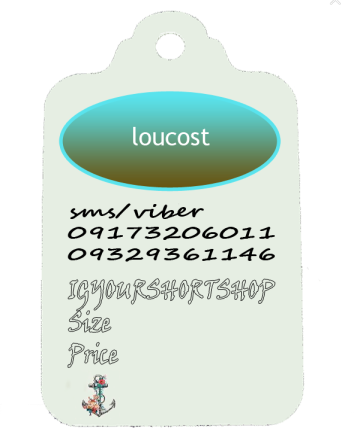 loucost
sms/viber
09173206011
09329361146
IGYOURSHORTSHOP
Size
Price